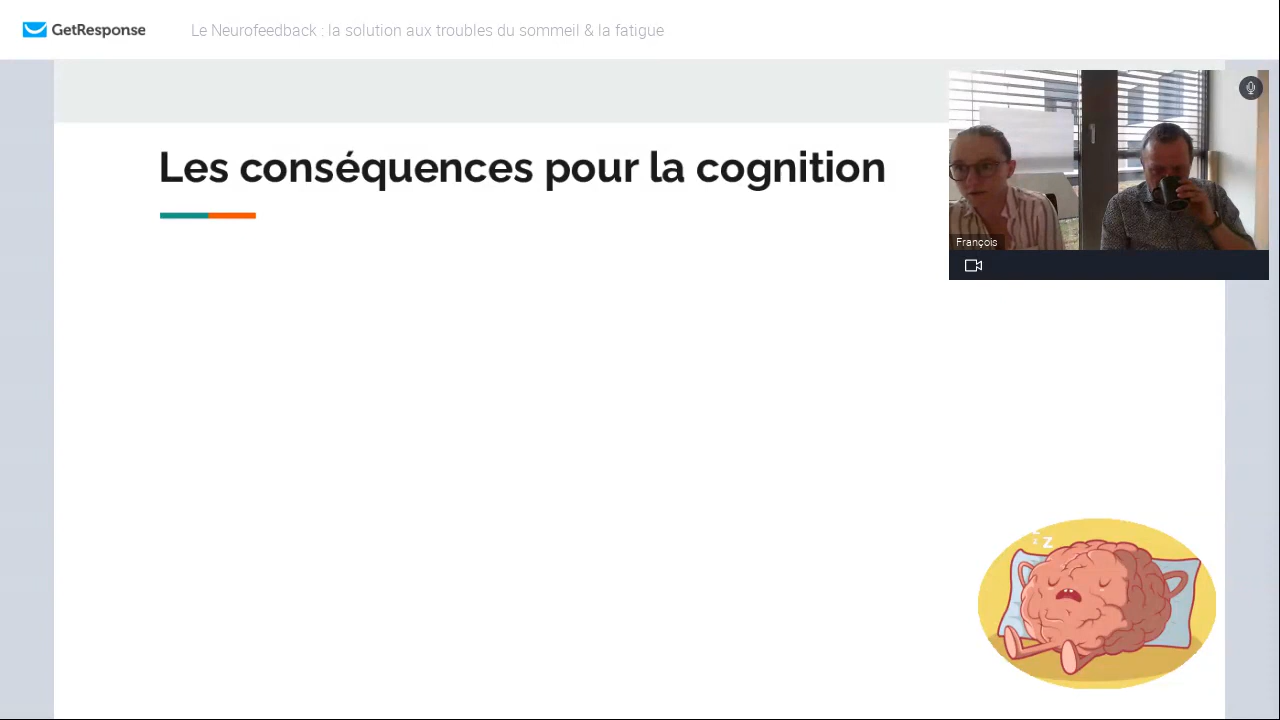 GetResponse
Le Neurofeedback : la solution aux troubles du sommeil & la fatigue
Les conséquences pour la cognition
François
z
Z